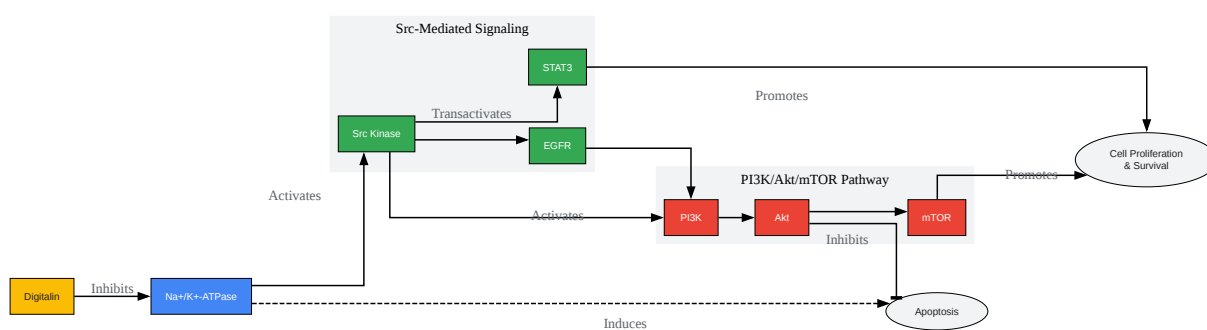 Src-Mediated Signaling
STAT3
Promotes
Transactivates
Src Kinase
EGFR
Cell Proliferation
& Survival
PI3K/Akt/mTOR Pathway
Promotes
Activates
Activates
PI3K
Akt
mTOR
Inhibits
Inhibits
Digitalin
Na+/K+-ATPase
Apoptosis
Induces